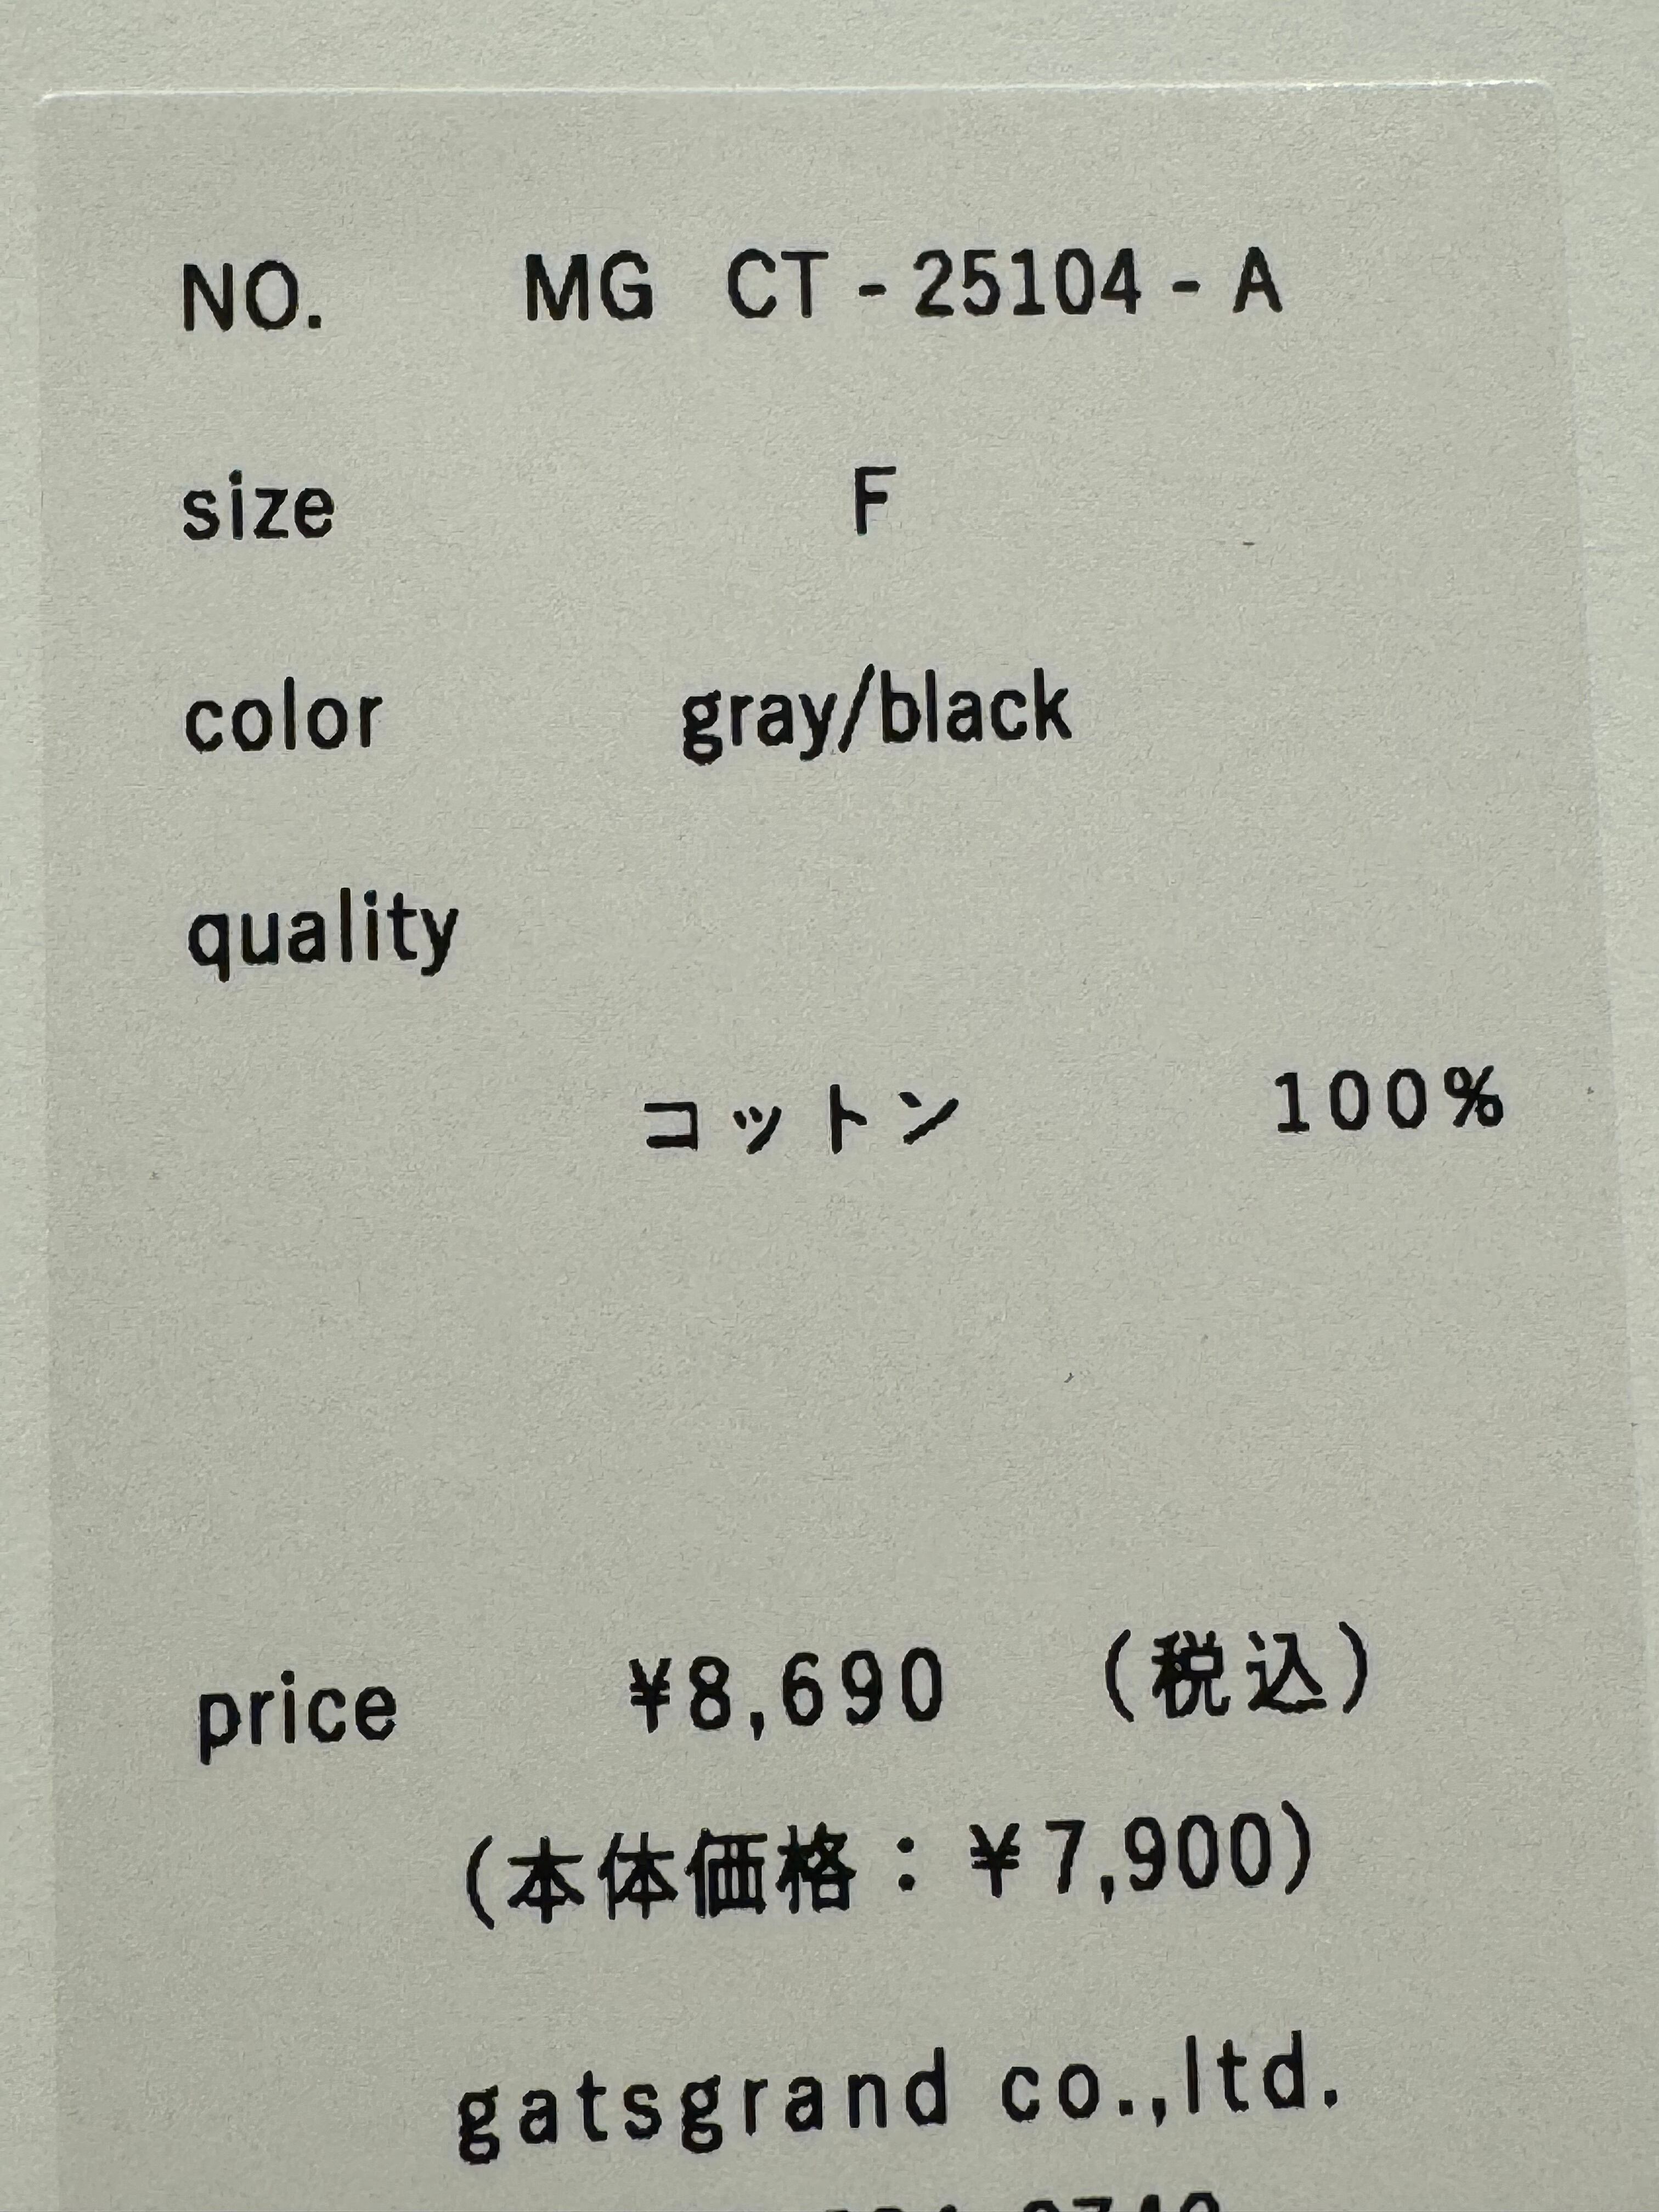 NO. MG CT - 25104 - A
size F
color gray/black
quality
コットン 100%
price ¥8,690 (税込)
(本体価格：¥7,900)
gatsgrand co.,ltd.